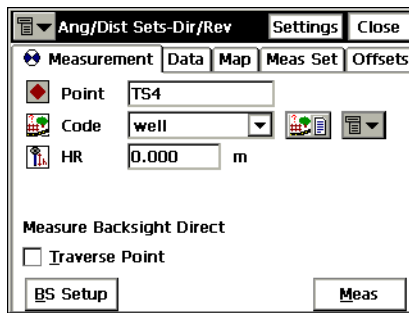 Ang/Dist Sets-Dir/Rev Settings Close
Measurement Data Map Meas Set Offsets
Point TS4
Code well
HR 0.000 m
Measure Backsight Direct
Traverse Point
BS Setup Meas